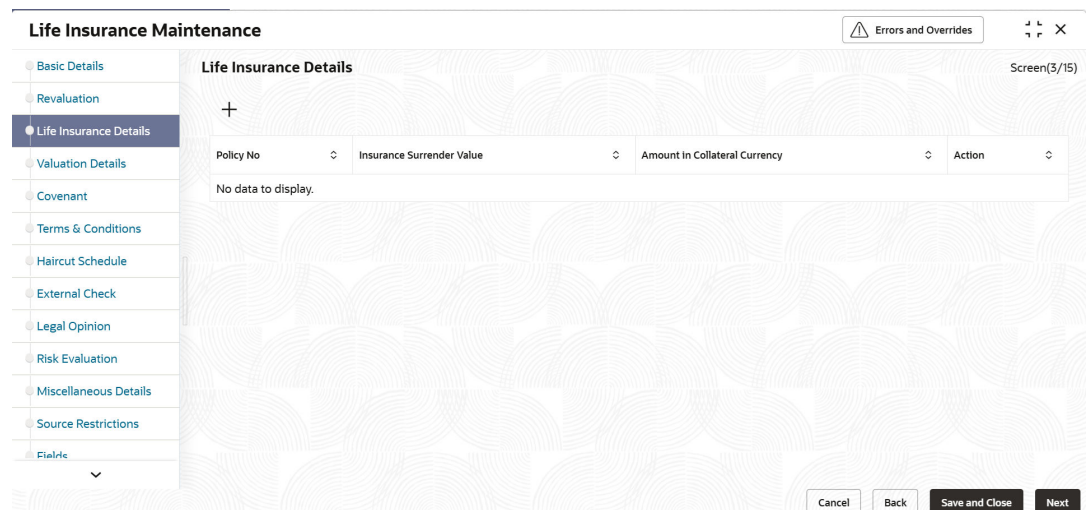 Life Insurance Maintenance
Errors and Overrides
Basic Details
Revaluation
Life Insurance Details
Valuation Details
Covenant
Terms & Conditions
Haircut Schedule
External Check
Legal Opinion
Risk Evaluation
Miscellaneous Details
Source Restrictions
Fields
Life Insurance Details
Screen(3/15)
Policy No Insurance Surrender Value Amount in Collateral Currency Action
No data to display.
Cancel Back Save and Close Next